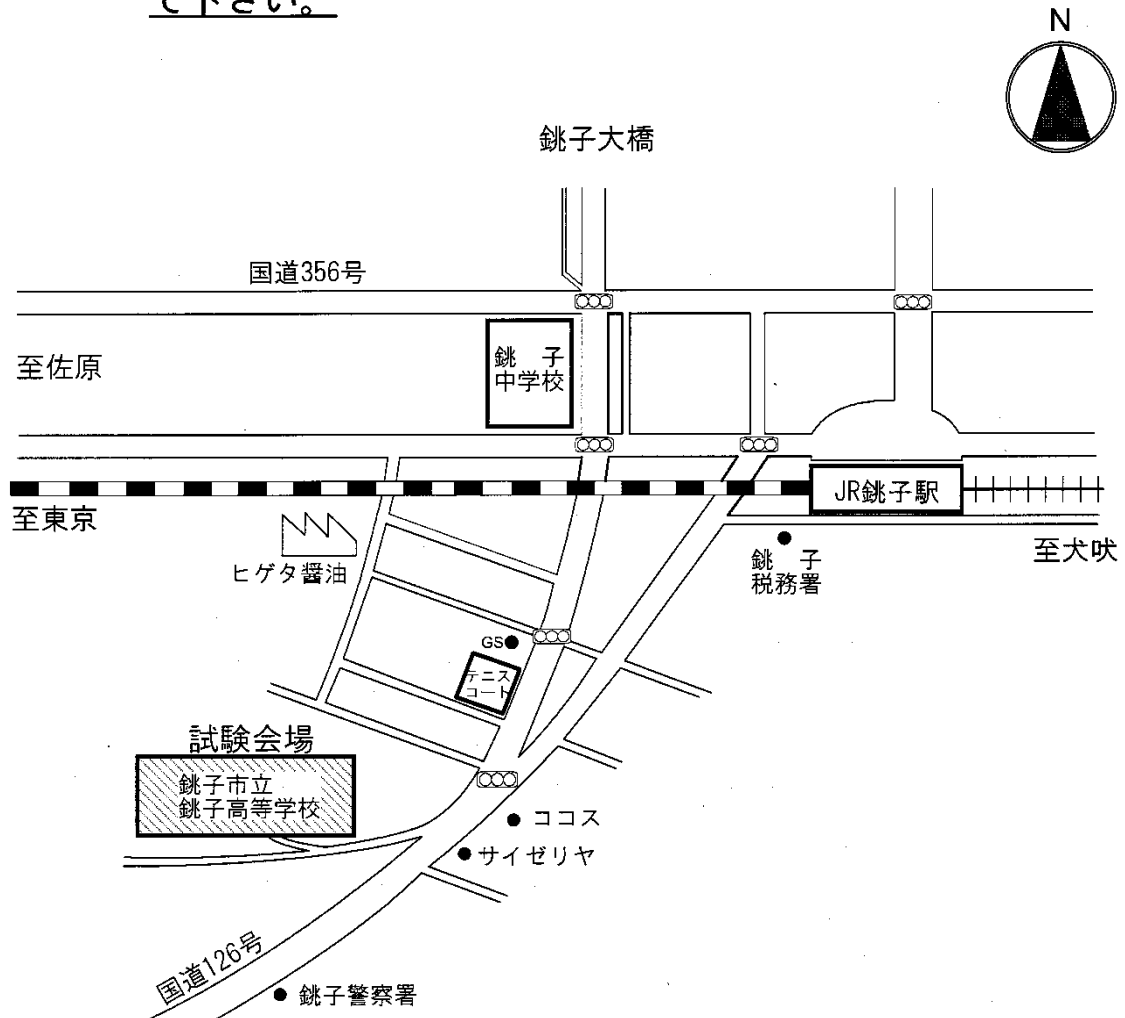 て下さい。
N
銚子大橋
国道356号
至佐原
銚　子
中学校
JR銚子駅
至東京
ヒゲタ醤油
銚　子
税務署
至犬吠
GS
テニス
コート
試験会場
銚子市立
銚子高等学校
ココス
サイゼリヤ
国道126号
銚子警察署